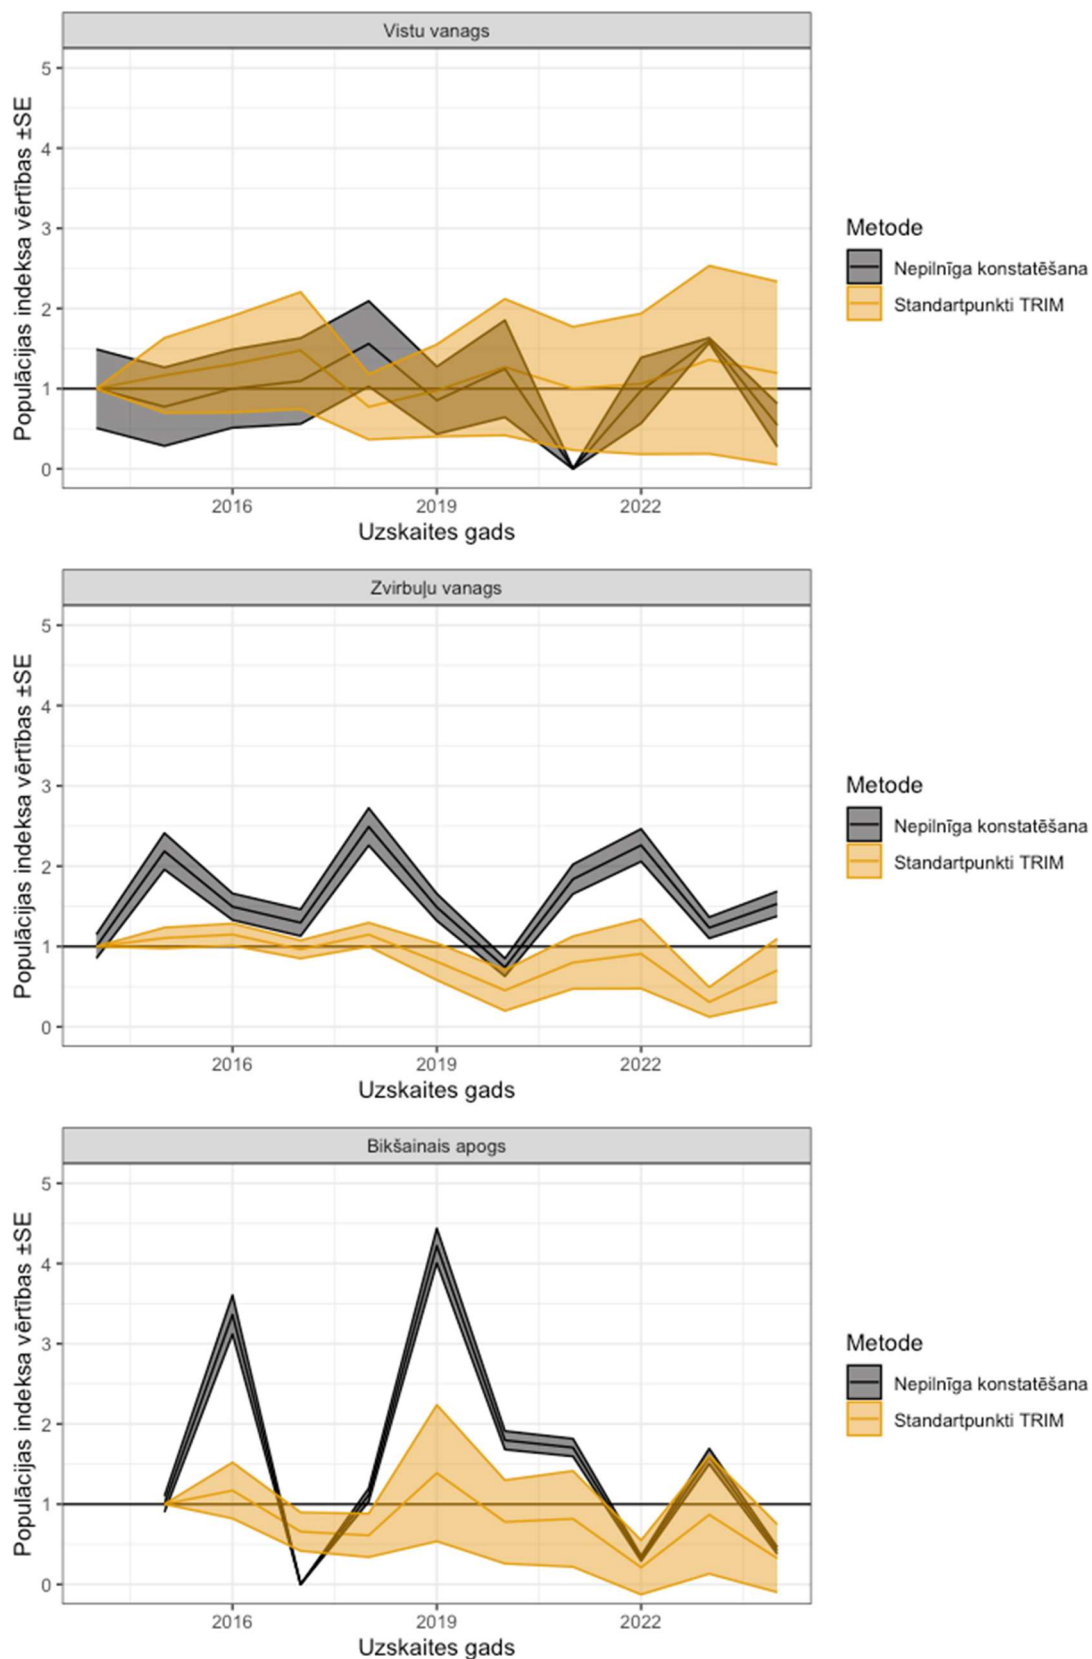 Vistu vanags
Populācijas indeksa vērtības ±SE
5
4
3
2
1
0
2016
2019
2022
Uzskaites gads
Metode
Nepilnīga konstatēšana
Standartpunkti TRIM
Zvirbuļu vanags
Populācijas indeksa vērtības ±SE
5
4
3
2
1
0
2016
2019
2022
Uzskaites gads
Metode
Nepilnīga konstatēšana
Standartpunkti TRIM
Bikšainais apogs
Populācijas indeksa vērtības ±SE
5
4
3
2
1
0
2016
2019
2022
Uzskaites gads
Metode
Nepilnīga konstatēšana
Standartpunkti TRIM